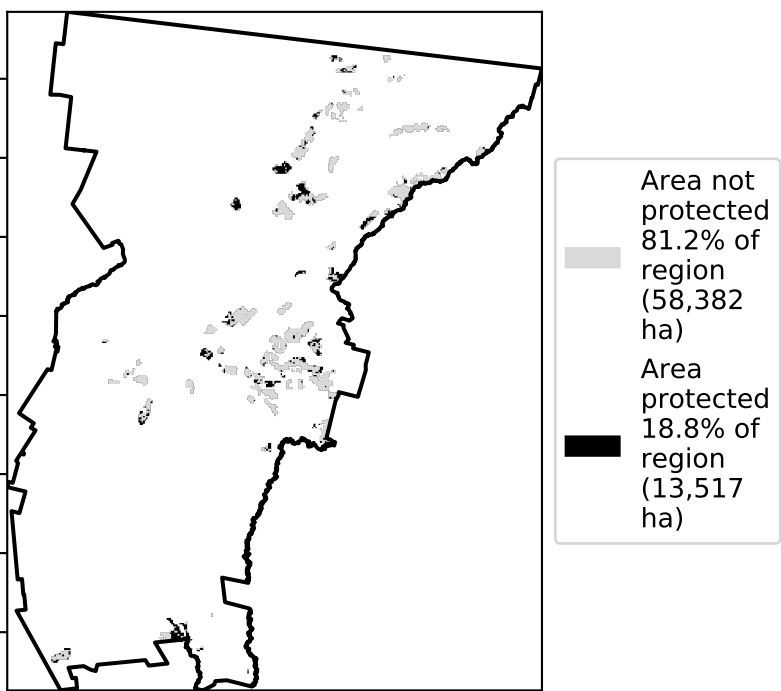 Area not
protected
81.2% of
region
(58,382
ha)
Area
protected
18.8% of
region
(13,517
ha)